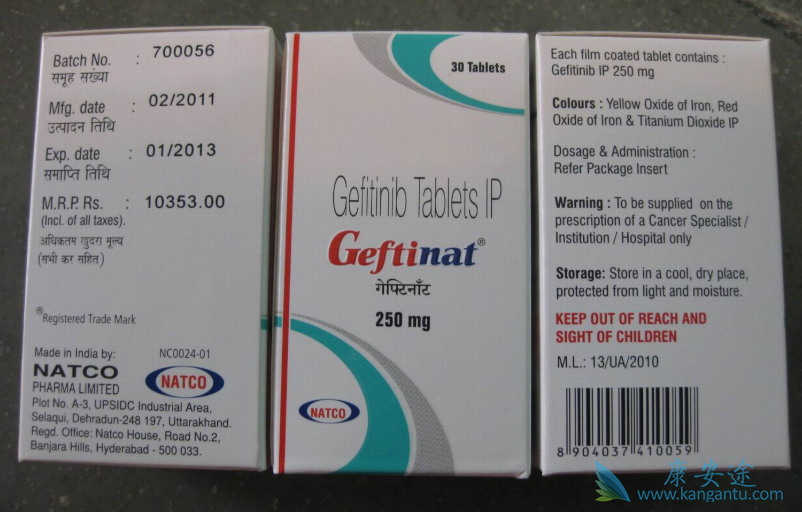 Batch No. : 700056
समूह सख्या
Mfg. date : 02/2011
उत्पादन तिथि
Exp. date : 01/2013
समाप्ति तिथि
M.R.P. Rs. : 10353.00
(Incl. of all taxes).
अधिकतम खुदरा मूल्य
(सभी कर सहित)
®Registered Trade Mark
Made in India by: NC0024-01
NATCO
PHARMA LIMITED
NATCO
Plot No. A-3, UPSIDC Industrial Area,
Selaqui, Dehradun-248 197, Uttarakhand.
Regd. Office: Natco House, Road No.2,
Banjara Hills, Hyderabad - 500 033.
30 Tablets
Gefitinib Tablets IP
Geftinat®
गेफ्टिनॉंट
250 mg
NATCO
Each film coated tablet contains :
Gefitinib IP 250 mg
Colours : Yellow Oxide of Iron, Red
Oxide of Iron & Titanium Dioxide IP
Dosage & Administration :
Refer Package Insert
Warning : To be supplied on the
prescription of a Cancer Specialist /
Institution / Hospital only
Storage: Store in a cool, dry place,
protected from light and moisture.
KEEP OUT OF REACH AND
SIGHT OF CHILDREN
M.L.: 13/UA/2010
8 904037 410059
康安途
www.kangantu.com